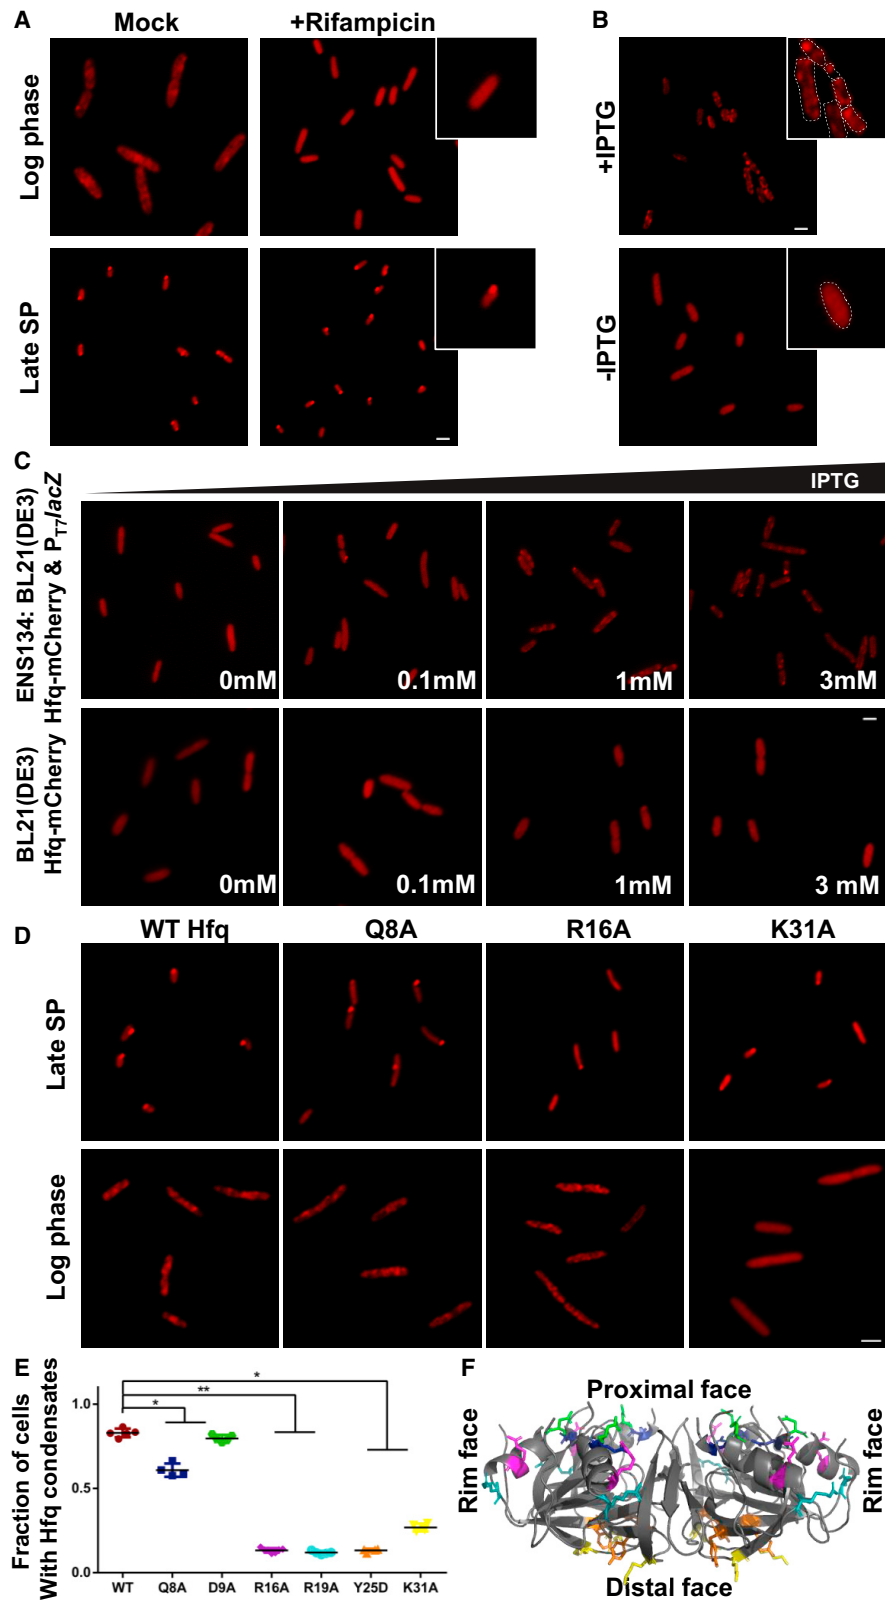 A
Mock
+Rifampicin
Log phase
Late SP
B
+IPTG
-IPTG
C
IPTG
ENS134: BL21(DE3)
Hfq-mCherry & PT7lacZ
0mM
0.1mM
1mM
3mM
BL21(DE3)
Hfq-mCherry
0mM
0.1mM
1mM
3 mM
D
WT Hfq
Q8A
R16A
K31A
Late SP
Log phase
E
Fraction of cells
With Hfq condensates
1.0
0.5
0.0
*
**
*
WT
Q8A
D9A
R16A
R19A
Y25D
K31A
F
Proximal face
Rim face
Rim face
Distal face